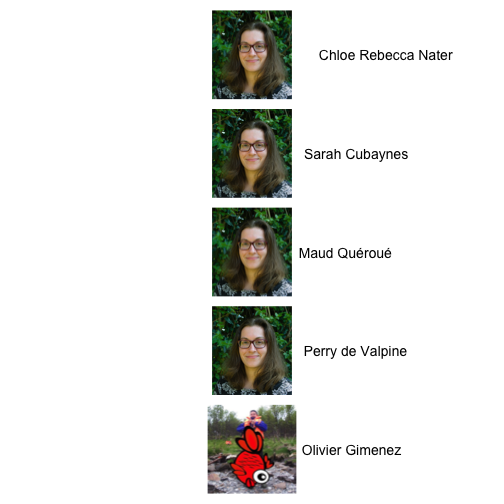 Chloe Rebecca Nater
Sarah Cubaynes
Maud Quéroué
Perry de Valpine
Olivier Gimenez